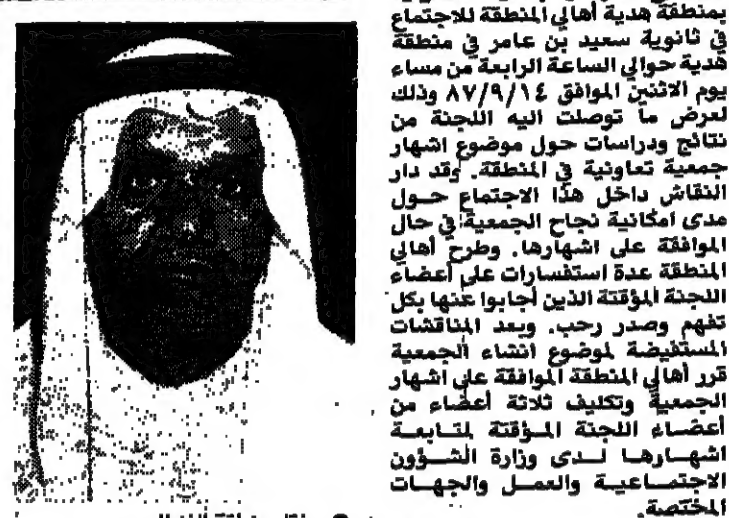 بمنطقة هدية أهالي المنطقة للاجتماع
في ثانوية سعيد بن عامر في منطقة
هدية حوالي الساعة الرابعة من مساء
يوم الاثنين الموافق ٨٧/٩/١٤ وذلك
لعرض ما توصلت اليه اللجنة من
نتائج ودراسات حول موضوع اشهار
جمعية تعاونية في المنطقة. وقد دار
النقاش داخل هذا الاجتماع حول
مدى امكانية نجاح الجمعية في حال
الموافقة على اشهارها. وطرح أهالي
المنطقة عدة استفسارات على أعضاء
اللجنة المؤقتة الذين أجابوا عنها بكل
تفهم وصدر رحب. وبعد المناقشات
المستفيضة لموضوع انشاء الجمعية
قرر أهالي المنطقة الموافقة على اشهار
الجمعية وتكليف ثلاثة أعضاء من
أعضاء اللجنة المؤقتة لمتابعة
اشهارها لدى وزارة الشؤون
الاجتماعية والعمل والجهات
المختصة.